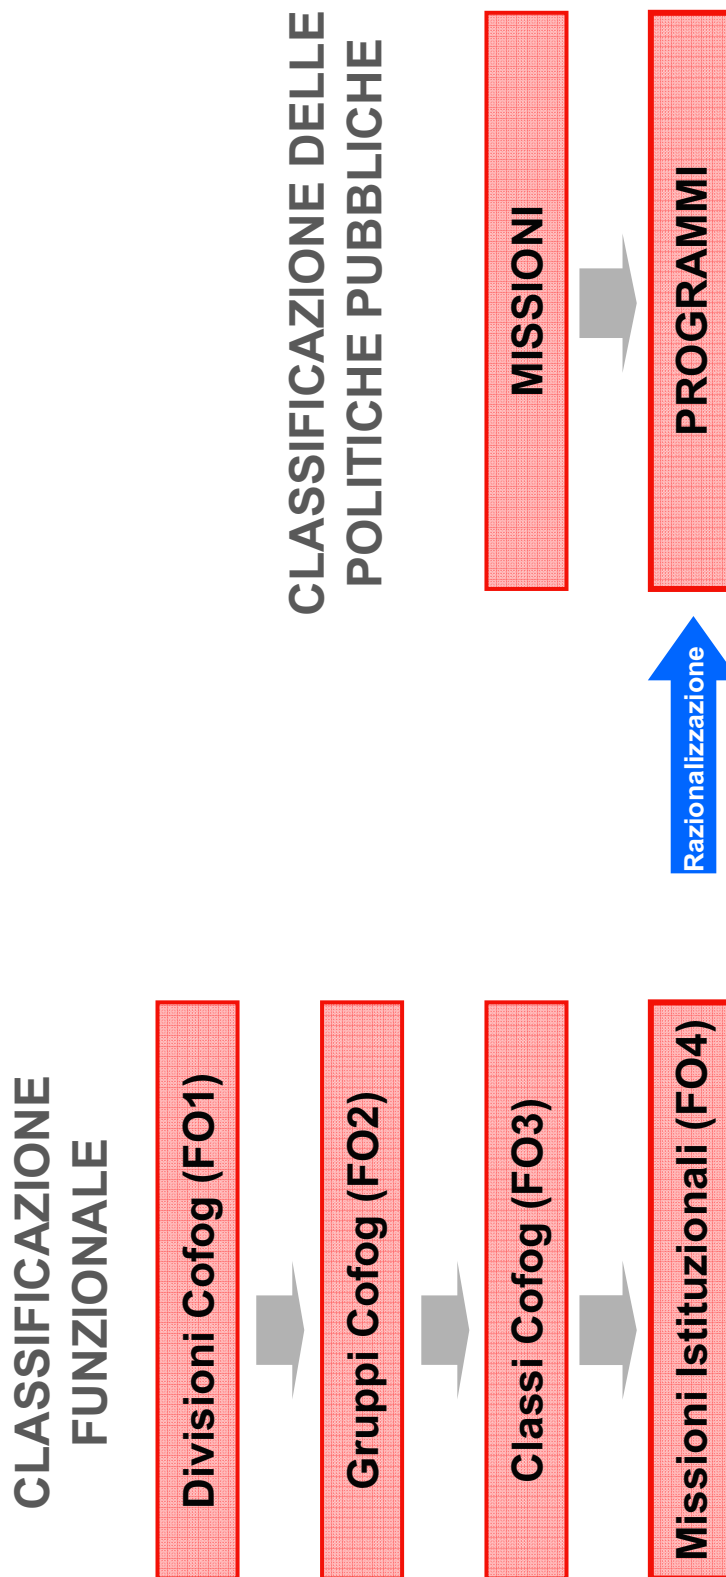 CLASSIFICAZIONE
FUNZIONALE
Divisioni Cofog (FO1)
Gruppi Cofog (FO2)
Classi Cofog (FO3)
Missioni Istituzionali (FO4)
Razionalizzazione
CLASSIFICAZIONE DELLE
POLITICHE PUBBLICHE
MISSIONI
PROGRAMMI